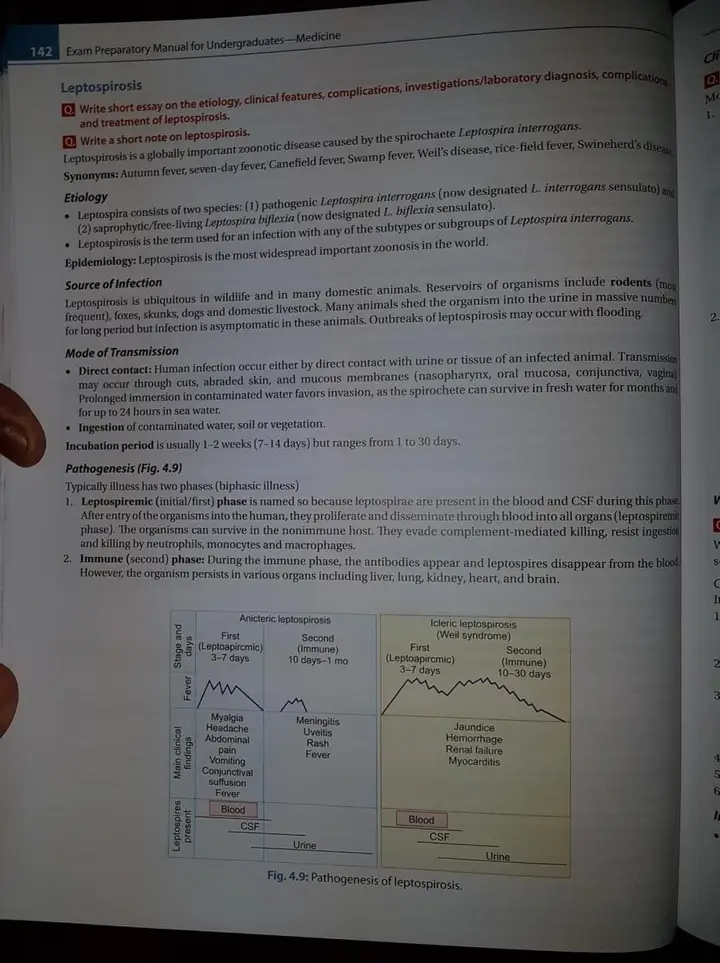 142 Exam Preparatory Manual for Undergraduates—Medicine
Leptospirosis
Q. Write short essay on the etiology, clinical features, complications, investigations/laboratory diagnosis, complications
and treatment of leptospirosis.
Q. Write a short note on leptospirosis.
Leptospirosis is a globally important zoonotic disease caused by the spirochaete Leptospira interrogans.
Synonyms: Autumn fever, seven-day fever, Canefield fever, Swamp fever, Weil's disease, rice-field fever, Swineherd's disease
Etiology
• Leptospira consists of two species: (1) pathogenic Leptospira interrogans (now designated L. interrogans sensulato) and
(2) saprophytic/free-living Leptospira biflexia (now designated L. biflexia sensulato).
• Leptospirosis is the term used for an infection with any of the subtypes or subgroups of Leptospira interrogans.
Epidemiology: Leptospirosis is the most widespread important zoonosis in the world.
Source of Infection
Leptospirosis is ubiquitous in wildlife and in many domestic animals. Reservoirs of organisms include rodents (mos
frequent), foxes, skunks, dogs and domestic livestock. Many animals shed the organism into the urine in massive numbers
for long period but infection is asymptomatic in these animals. Outbreaks of leptospirosis may occur with flooding.
Mode of Transmission
• Direct contact: Human infection occur either by direct contact with urine or tissue of an infected animal. Transmission
may occur through cuts, abraded skin, and mucous membranes (nasopharynx, oral mucosa, conjunctiva, vagina)
Prolonged immersion in contaminated water favors invasion, as the spirochete can survive in fresh water for months and
for up to 24 hours in sea water.
• Ingestion of contaminated water, soil or vegetation.
Incubation period is usually 1–2 weeks (7–14 days) but ranges from 1 to 30 days.
Pathogenesis (Fig. 4.9)
Typically illness has two phases (biphasic illness)
1. Leptospiremic (initial/first) phase is named so because leptospirae are present in the blood and CSF during this phase.
After entry of the organisms into the human, they proliferate and disseminate through blood into all organs (leptospiremic
phase). The organisms can survive in the nonimmune host. They evade complement-mediated killing, resist ingestion
and killing by neutrophils, monocytes and macrophages.
2. Immune (second) phase: During the immune phase, the antibodies appear and leptospires disappear from the blood.
However, the organism persists in various organs including liver, lung, kidney, heart, and brain.
Stage and
days
Anicteric leptospirosis
First
(Leptoapircmic)
3–7 days
Second
(Immune)
10 days–1 mo
Icleric leptospirosis
(Weil syndrome)
First
(Leptoapircmic)
3–7 days
Second
(Immune)
10–30 days
Fever
Main clinical
findings
Myalgia
Headache
Abdominal
pain
Vomiting
Conjunctival
suffusion
Fever
Meningitis
Uveitis
Rash
Fever
Jaundice
Hemorrhage
Renal failure
Myocarditis
Leptospires
present
Blood
CSF
Urine
Blood
CSF
Urine
Fig. 4.9: Pathogenesis of leptospirosis.